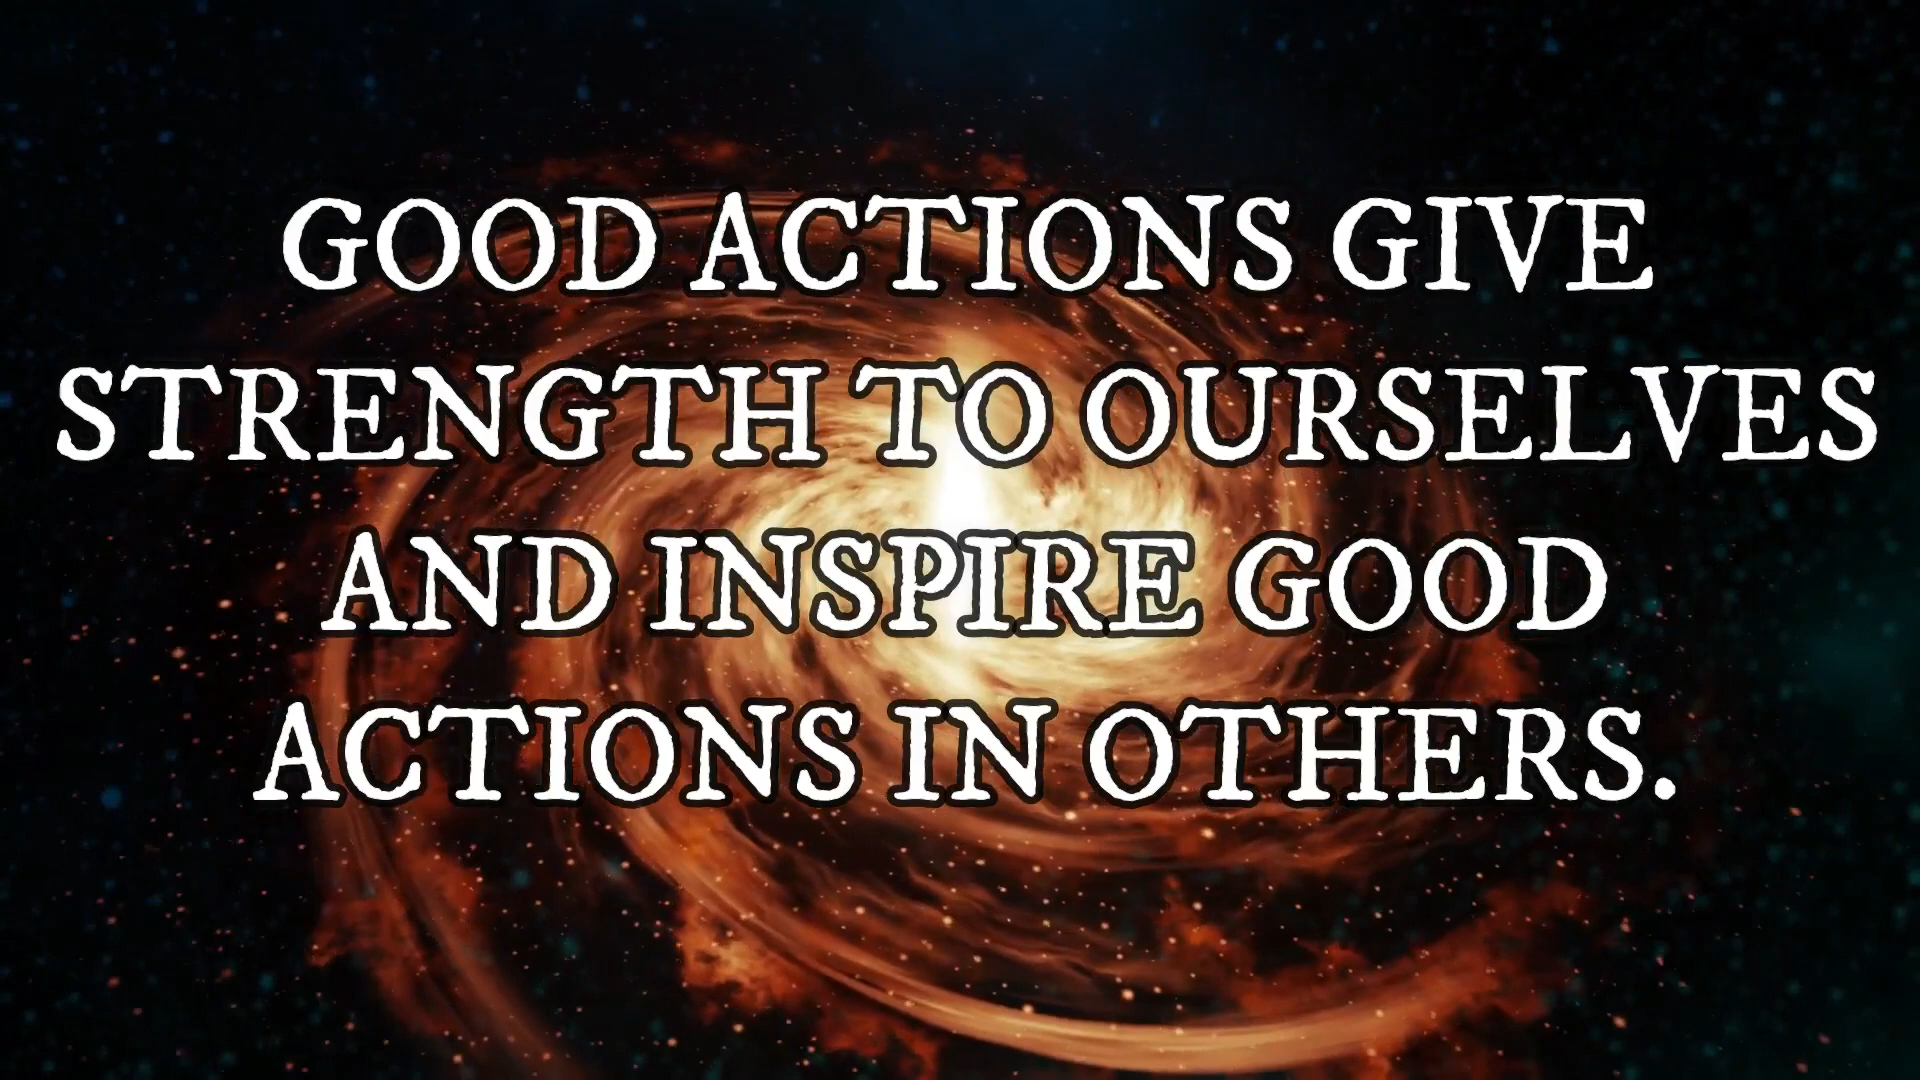 GOOD ACTIONS GIVE
STRENGTH TO OURSELVES
AND INSPIRE GOOD
ACTIONS IN OTHERS.